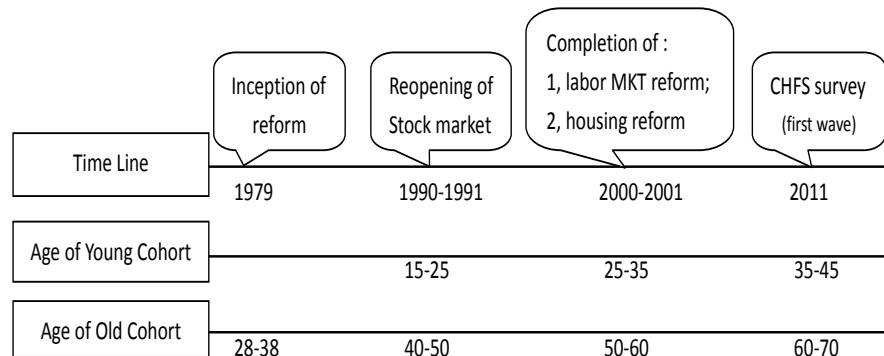 Inception of
reform
Reopening of
Stock market
Completion of :
1, labor MKT reform;
2, housing reform
CHFS survey
(first wave)
Time Line
1979
1990-1991
2000-2001
2011
Age of Young Cohort
15-25
25-35
35-45
Age of Old Cohort
28-38
40-50
50-60
60-70